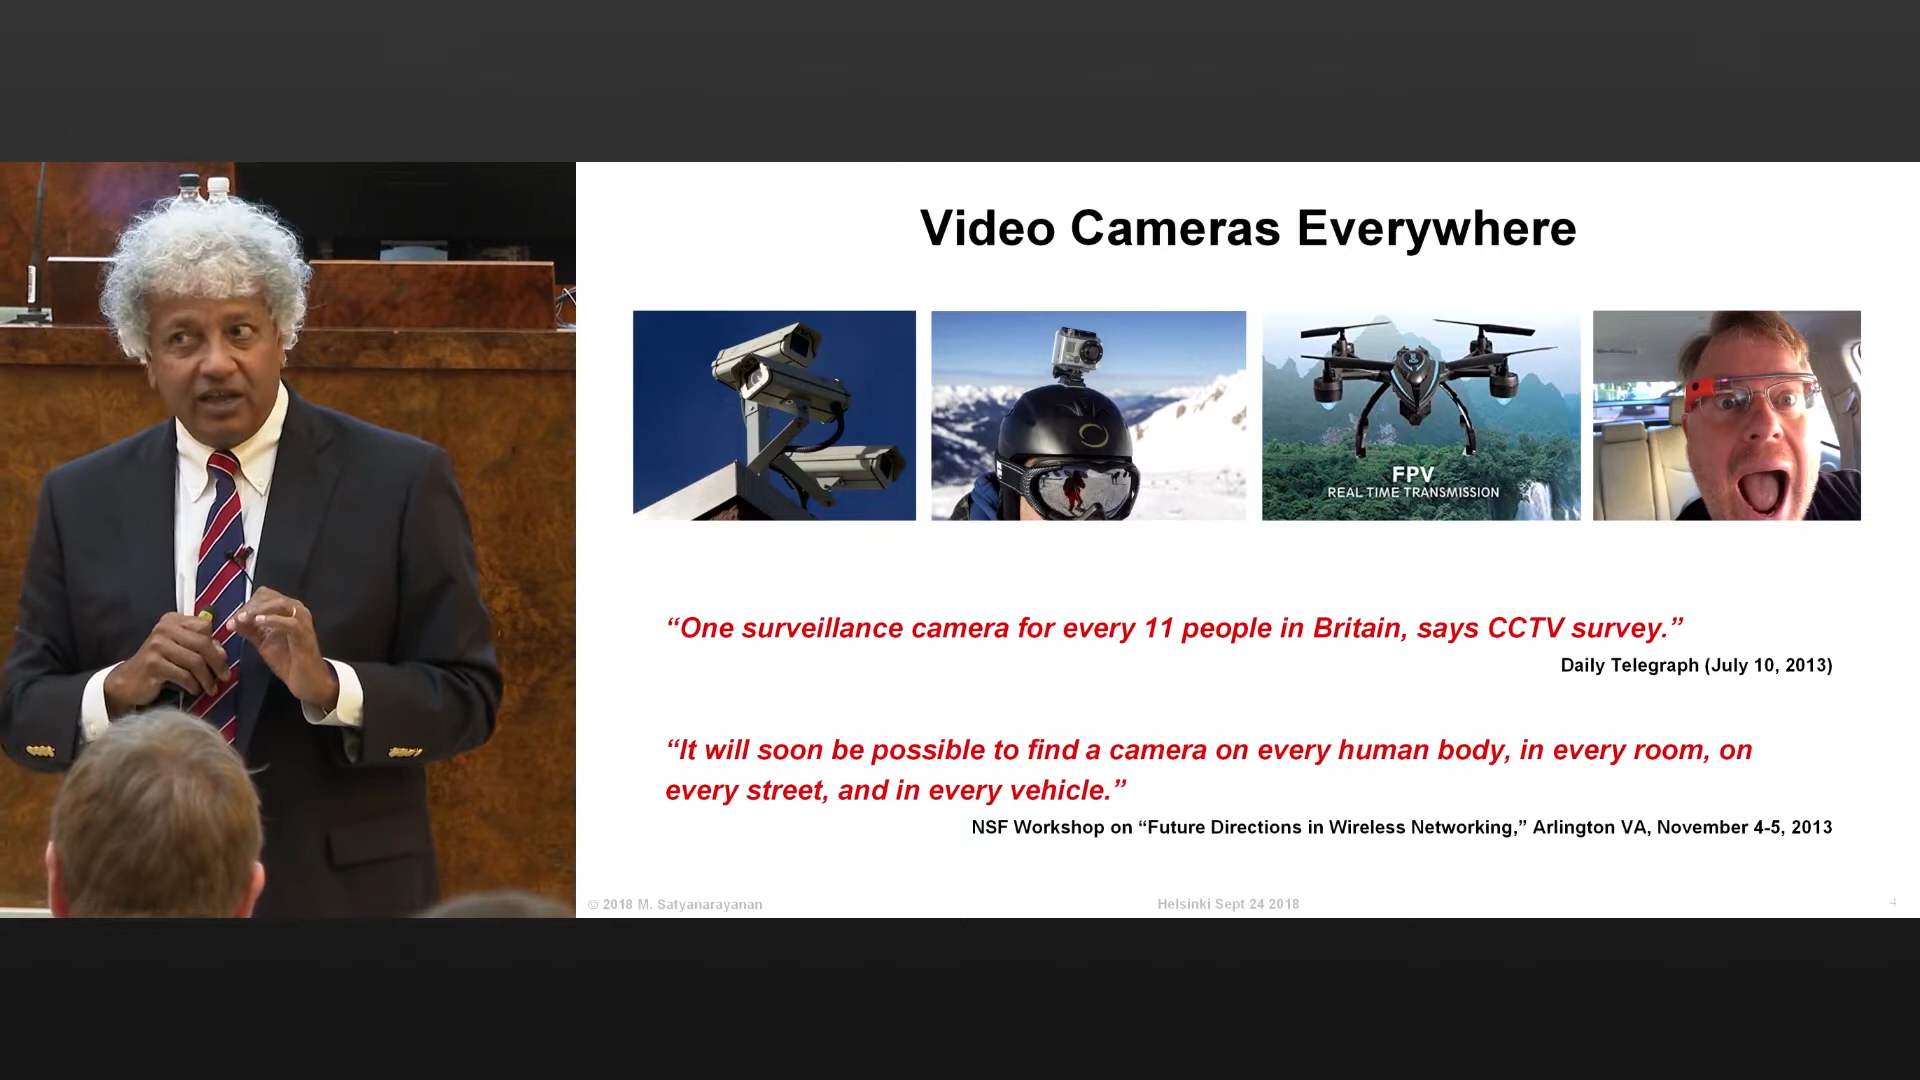 Video Cameras Everywhere
FPV
REAL TIME TRANSMISSION
“One surveillance camera for every 11 people in Britain, says CCTV survey.”
Daily Telegraph (July 10, 2013)
“It will soon be possible to find a camera on every human body, in every room, on
every street, and in every vehicle.”
NSF Workshop on “Future Directions in Wireless Networking,” Arlington VA, November 4-5, 2013
© 2018 M. Satyanarayanan
Helsinki Sept 24 2018
4